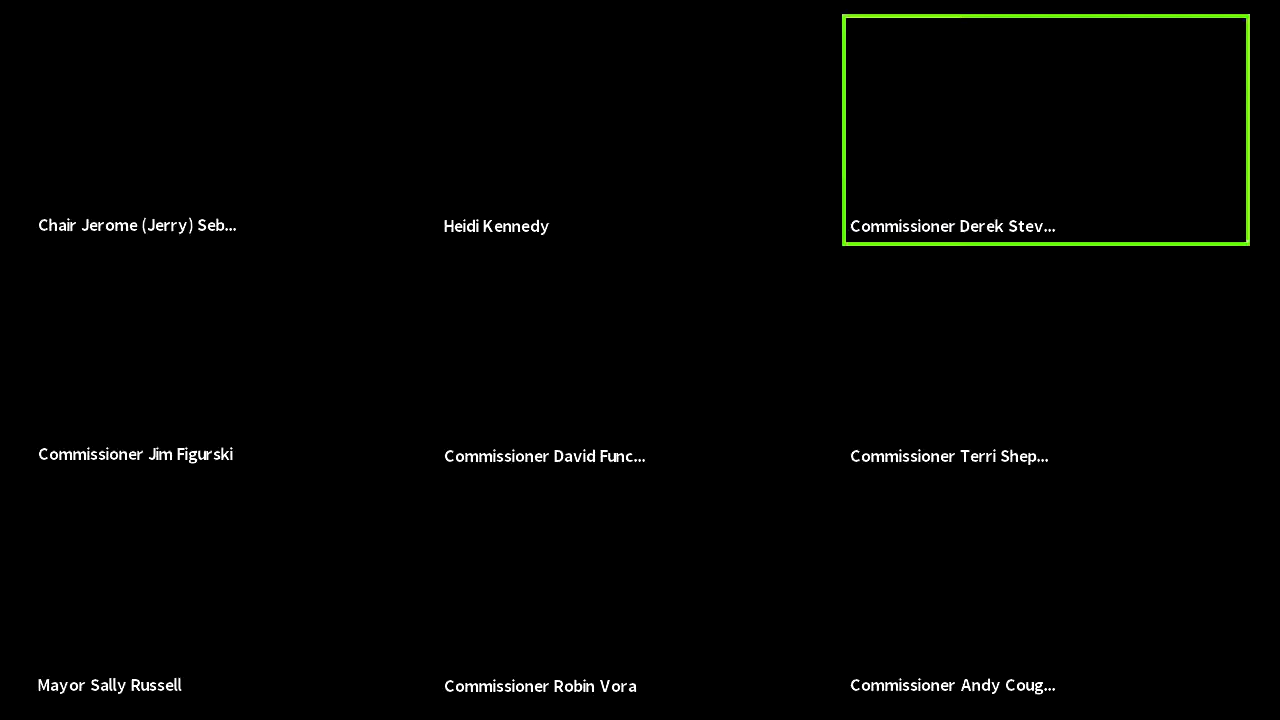 Chair Jerome (Jerry) Seb...
Heidi Kennedy
Commissioner Derek Stev...
Commissioner Jim Figurski
Commissioner David Func...
Commissioner Terri Shep...
Mayor Sally Russell
Commissioner Robin Vora
Commissioner Andy Coug...